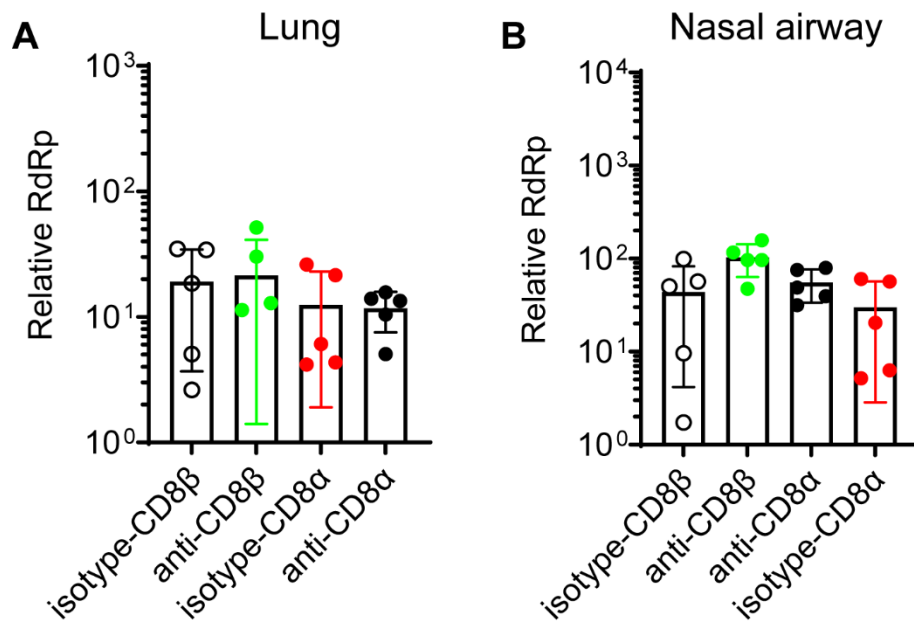 A
Lung
Relative RdRp
10³
10²
10¹
10⁰
isotype-CD8β
anti-CD8β
isotype-CD8α
anti-CD8α
B
Nasal airway
Relative RdRp
10⁴
10³
10²
10¹
10⁰
isotype-CD8β
anti-CD8β
anti-CD8α
isotype-CD8α